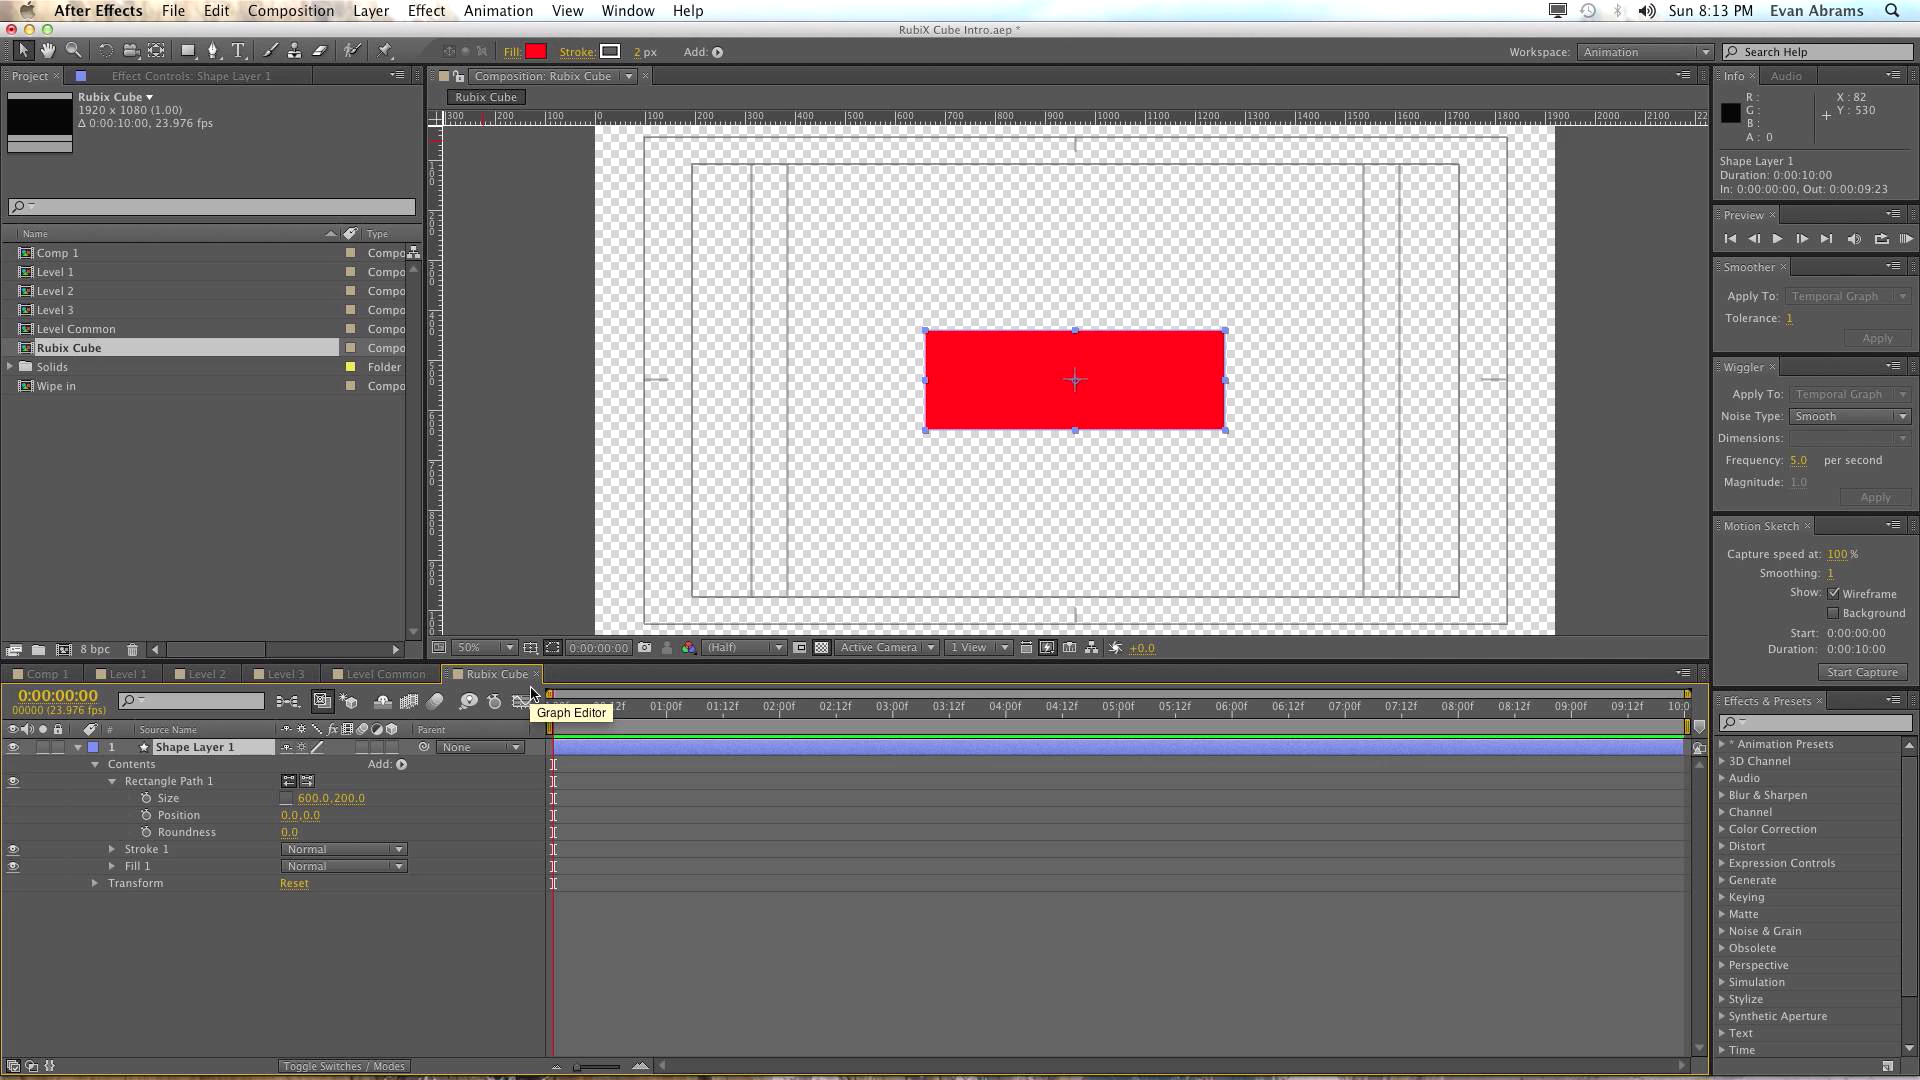 After Effects File Edit Composition Layer Effect Animation View Window Help Sun 8:13 PM Evan Abrams
RubiX Cube Intro.aep *
Fill: Stroke: 2 px Add: Workspace: Animation Search Help
Project Effect Controls: Shape Layer 1
Rubix Cube
1920 x 1080 (1.00)
Δ 0:00:10:00, 23.976 fps
Name Type
Comp 1 Compo
Level 1 Compo
Level 2 Compo
Level 3 Compo
Level Common Compo
Rubix Cube Compo
Solids Folder
Wipe in Compo
8 bpc
Composition: Rubix Cube
Rubix Cube
300 200 100 100 200 300 400 500 600 700 800 900 1000 1100 1200 1300 1400 1500 1600 1700 1800 1900 2000 2100 22
100
200
300
400
500
600
700
800
900
50% 0:00:00:00 (Half) Active Camera 1 View +0.0
Info Audio
R : X : 82
G : Y : 530
B :
A : 0
Shape Layer 1
Duration: 0:00:10:00
In: 0:00:00:00, Out: 0:00:09:23
Preview
Smoother
Apply To: Temporal Graph
Tolerance: 1
Apply
Wiggler
Apply To: Temporal Graph
Noise Type: Smooth
Dimensions:
Frequency: 5.0 per second
Magnitude: 1.0
Apply
Motion Sketch
Capture speed at: 100 %
Smoothing: 1
Show: Wireframe
Background
Start: 0:00:00:00
Duration: 0:00:10:00
Start Capture
Effects & Presets
* Animation Presets
3D Channel
Audio
Blur & Sharpen
Channel
Color Correction
Distort
Expression Controls
Generate
Keying
Matte
Noise & Grain
Obsolete
Perspective
Simulation
Stylize
Synthetic Aperture
Text
Time
Comp 1 Level 1 Level 2 Level 3 Level Common Rubix Cube
0:00:00:00
00000 (23.976 fps)
Graph Editor
12f 01:00f 01:12f 02:00f 02:12f 03:00f 03:12f 04:00f 04:12f 05:00f 05:12f 06:00f 06:12f 07:00f 07:12f 08:00f 08:12f 09:00f 09:12f 10:0
# Source Name fx Parent
1 Shape Layer 1 None
Contents Add:
Rectangle Path 1
Size 600.0,200.0
Position 0.0,0.0
Roundness 0.0
Stroke 1 Normal
Fill 1 Normal
Transform Reset
Toggle Switches / Modes